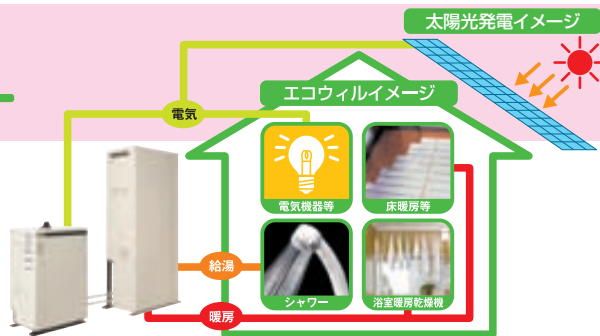 太陽光発電イメージ
エコウィルイメージ
電気
電気機器等
床暖房等
給湯
シャワー
浴室暖房乾燥機
暖房